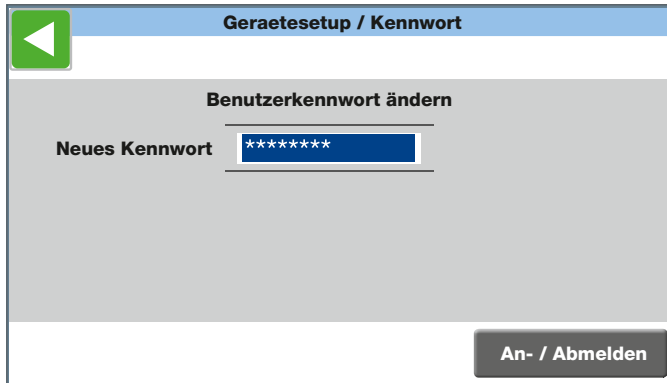 Geraetesetup / Kennwort
Benutzerkennwort ändern
Neues Kennwort ********
An- / Abmelden